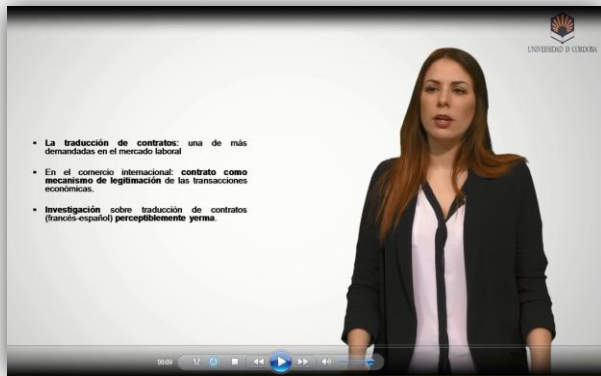 UNIVERSIDAD D CORDOBA
▪ La traducción de contratos: una de más
demandadas en el mercado laboral
▪ En el comercio internacional: contrato como
mecanismo de legitimación de las transacciones
económicas.
▪ Investigación sobre traducción de contratos
(francés-español) perceptiblemente yerma.
00:09